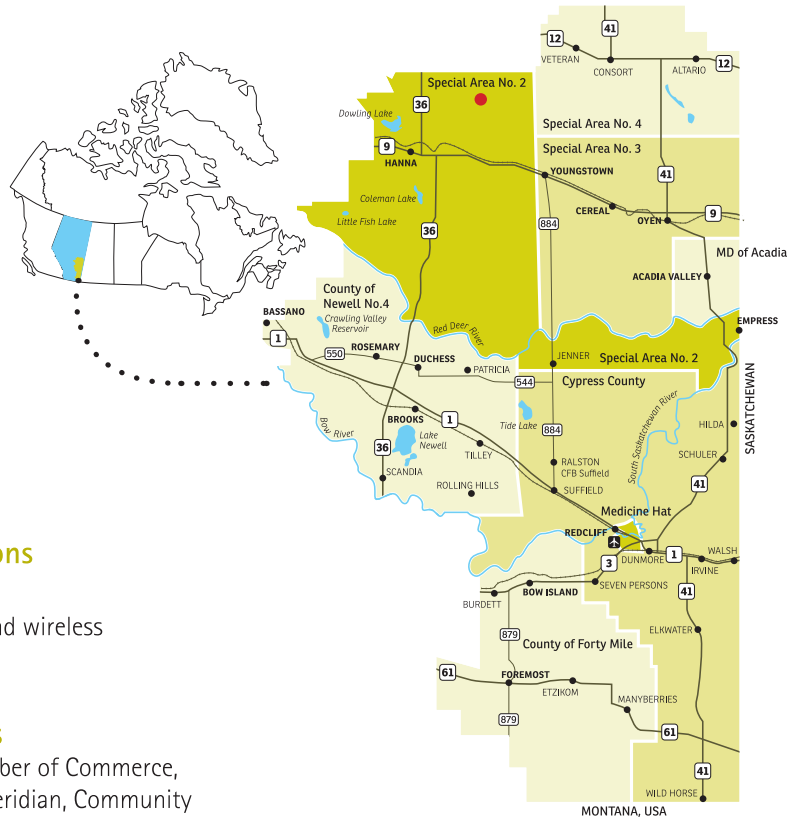 41
12
VETERAN
CONSORT
ALTARIO
12
Special Area No. 2
36
Dowling Lake
Special Area No. 4
9
HANNA
Special Area No. 3
YOUNGSTOWN
41
Coleman Lake
CEREAL
OYEN
9
Little Fish Lake
884
36
MD of Acadia
ACADIA VALLEY
County of
Newell No.4
Crawling Valley
Reservoir
BASSANO
1
Red Deer
River
EMPRESS
550
ROSEMARY
DUCHESS
PATRICIA
JENNER
Special Area No. 2
544
Cypress County
SASKATCHEWAN
BROOKS
1
Tide Lake
884
South Saskatchewan River
HILDA
Bow River
36
Lake
Newell
TILLEY
SCHULER
SCANDIA
RALSTON
CFB Suffield
ROLLING HILLS
SUFFIELD
41
Medicine Hat
REDCLIFF
ons
DUNMORE
1
WALSH
IRVINE
3
SEVEN PERSONS
41
BOW ISLAND
BURDETT
nd wireless
879
ELKWATER
County of Forty Mile
61
FOREMOST
ETZIKOM
MANYBERRIES
879
61
s
ber of Commerce,
41
eridian, Community
WILD HORSE
MONTANA, USA